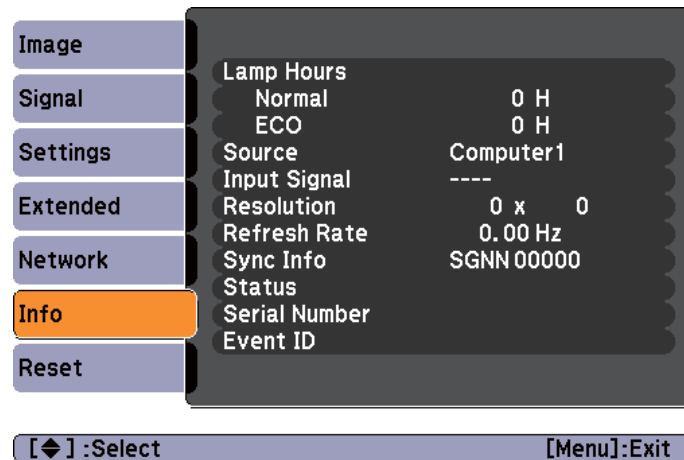 Image
Signal
Settings
Extended
Network
Info
Reset
Lamp Hours
Normal 0 H
ECO 0 H
Source Computer1
Input Signal ----
Resolution 0 x 0
Refresh Rate 0.00 Hz
Sync Info SGNN 00000
Status
Serial Number
Event ID
[◆] :Select [Menu]:Exit